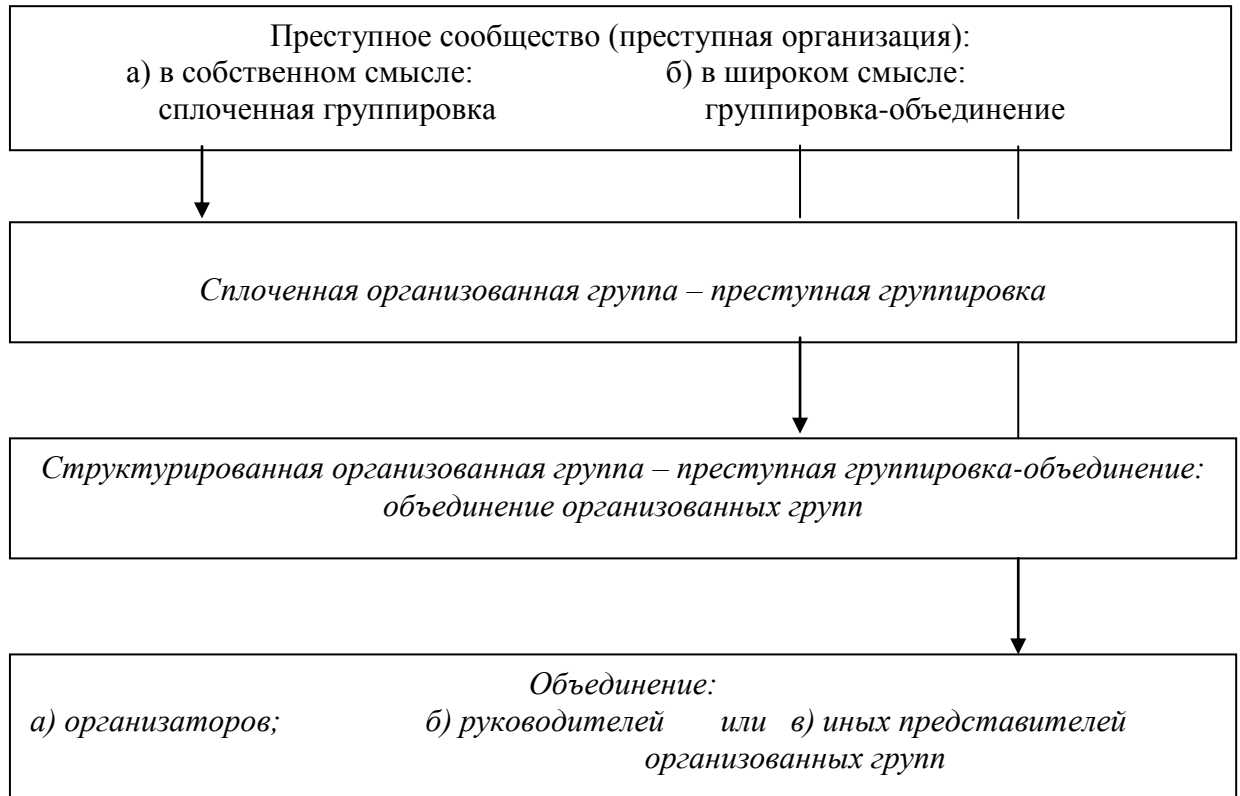 Преступное сообщество (преступная организация):
а) в собственном смысле: б) в широком смысле:
сплоченная группировка группировка-объединение
Сплоченная организованная группа – преступная группировка
Структурированная организованная группа – преступная группировка-объединение:
объединение организованных групп
Объединение:
а) организаторов; б) руководителей или в) иных представителей
организованных групп